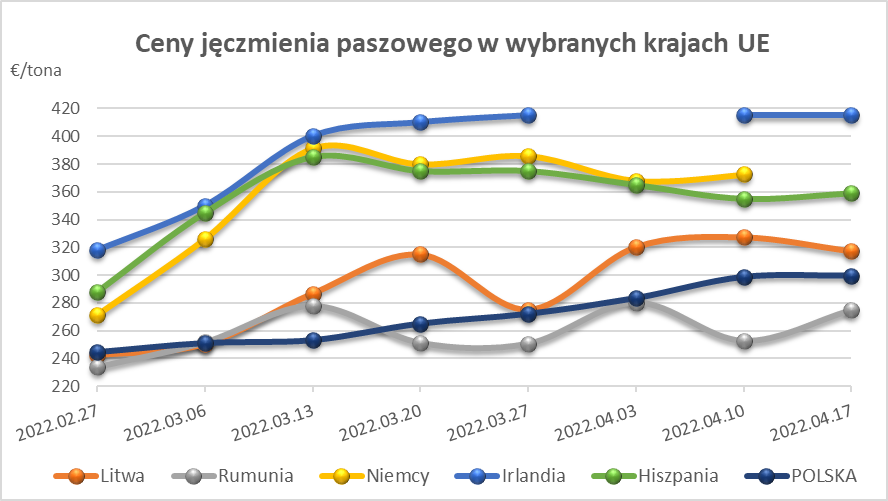 Ceny jęczmienia paszowego w wybranych krajach UE
€/tona
420
400
380
360
340
320
300
280
260
240
220
2022.02.27 2022.03.06 2022.03.13 2022.03.20 2022.03.27 2022.04.03 2022.04.10 2022.04.17
Litwa Rumunia Niemcy Irlandia Hiszpania POLSKA